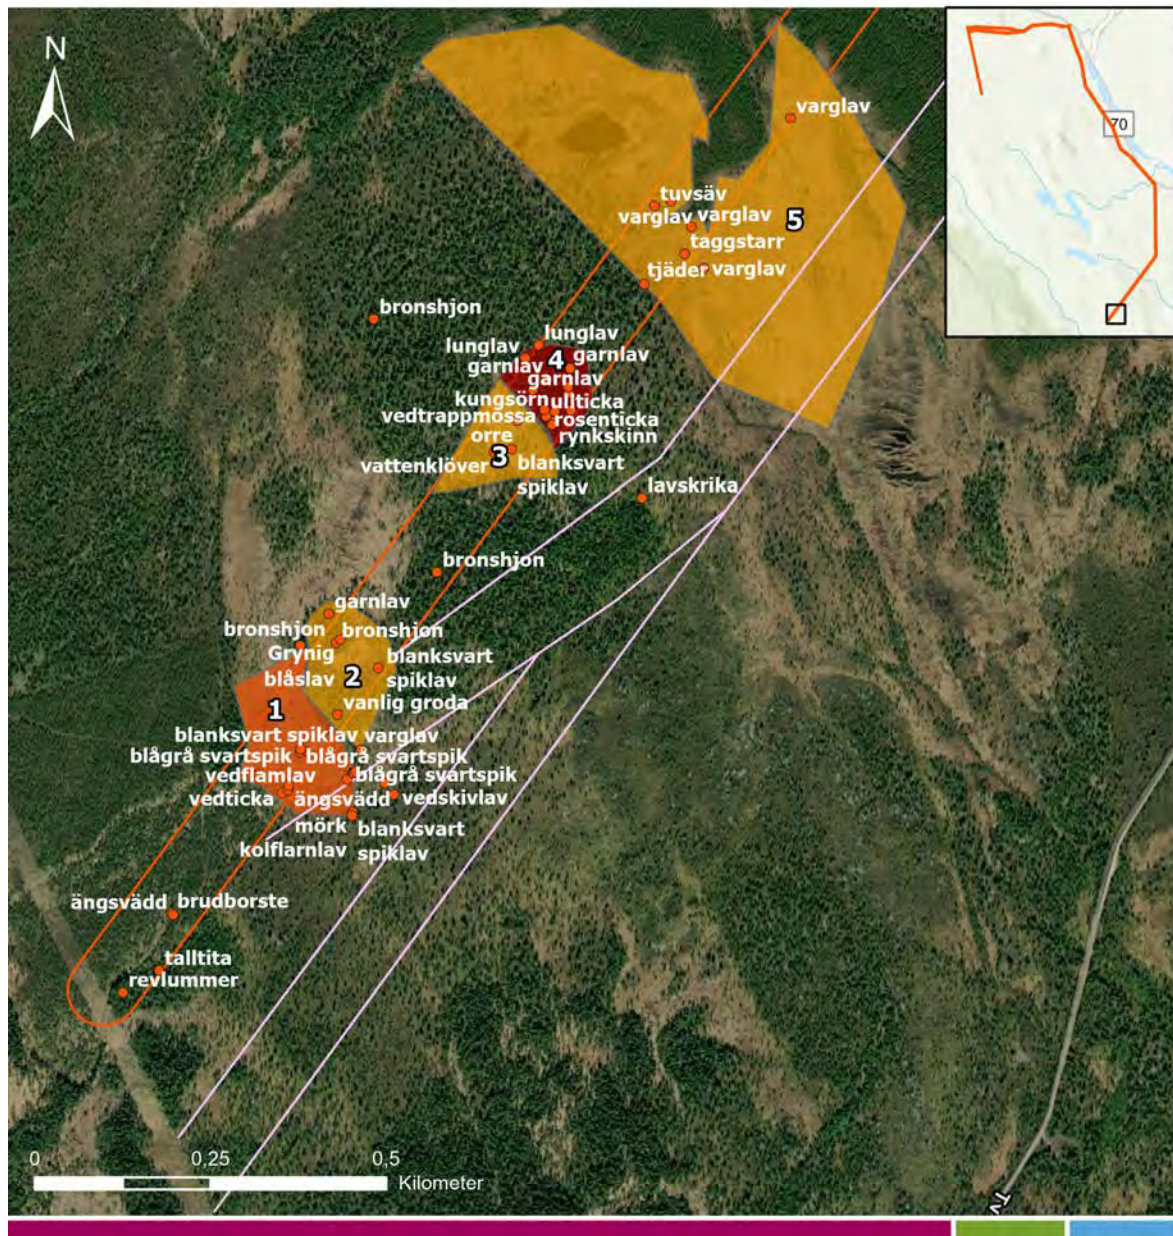 N
70
varglav
tuvsäv
varglav varglav
5
taggstarr
tjäder varglav
bronshjon
lunglav
lunglav
4
garnlav garnlav
garnlav
kungsörn ullticka
vedtrappmossa rosenticka
orre rynkskinn
3
vattenklöver blanksvart
spiklav
lavskrika
bronshjon
garnlav
bronshjon bronshjon
Grynig blanksvart
blåslav 2 spiklav
1 vanlig groda
blanksvart spiklav varglav
blågrå svartspik blågrå svartspik
vedflamlav blågrå svartspik
vedticka ängsvädd vedskivlav
mörk blanksvart
kolflarnlav spiklav
ängsvädd brudborste
talltita
revlummer
0 0,25 0,5
Kilometer
Tv